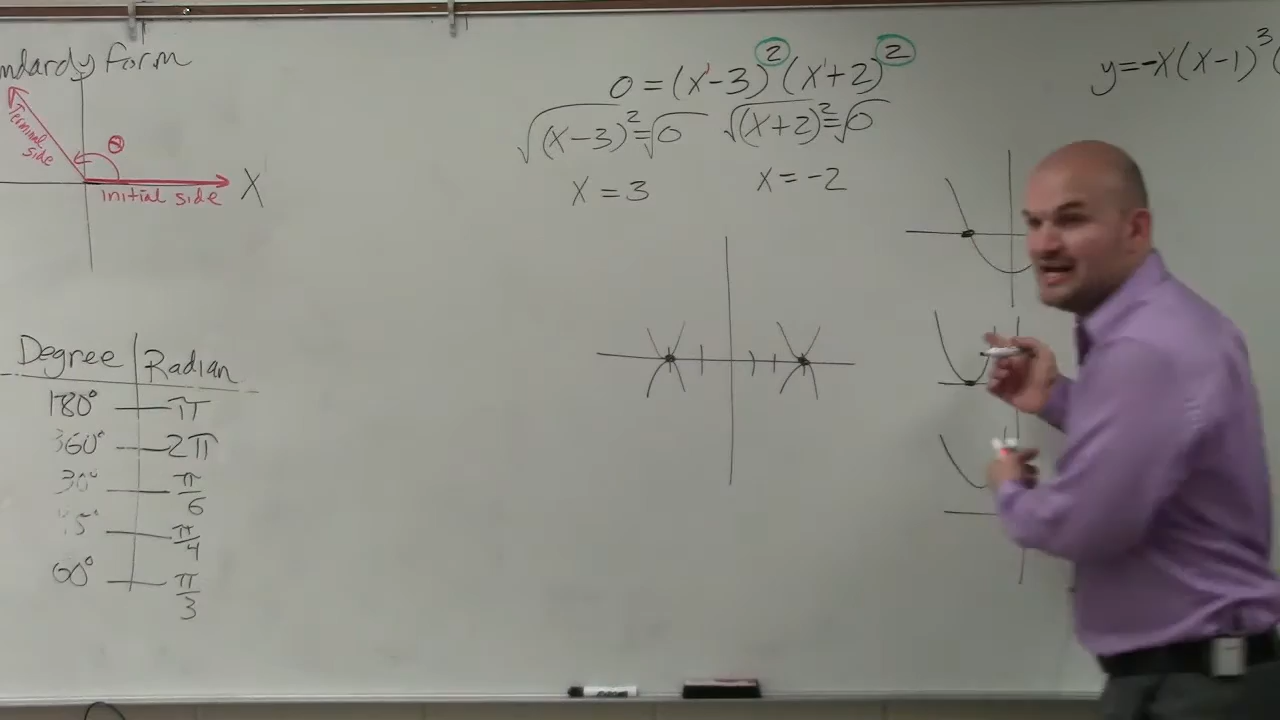 ndardy form
Terminal side
θ
initial side X
Degree Radian
180° π
360° 2π
30° π/6
45° π/4
60° π/3
0 = (x-3)² (x+2)²
√(x-3)² = √0 √(x+2)² = √0
x = 3 x = -2
y = -x(x-1)³(